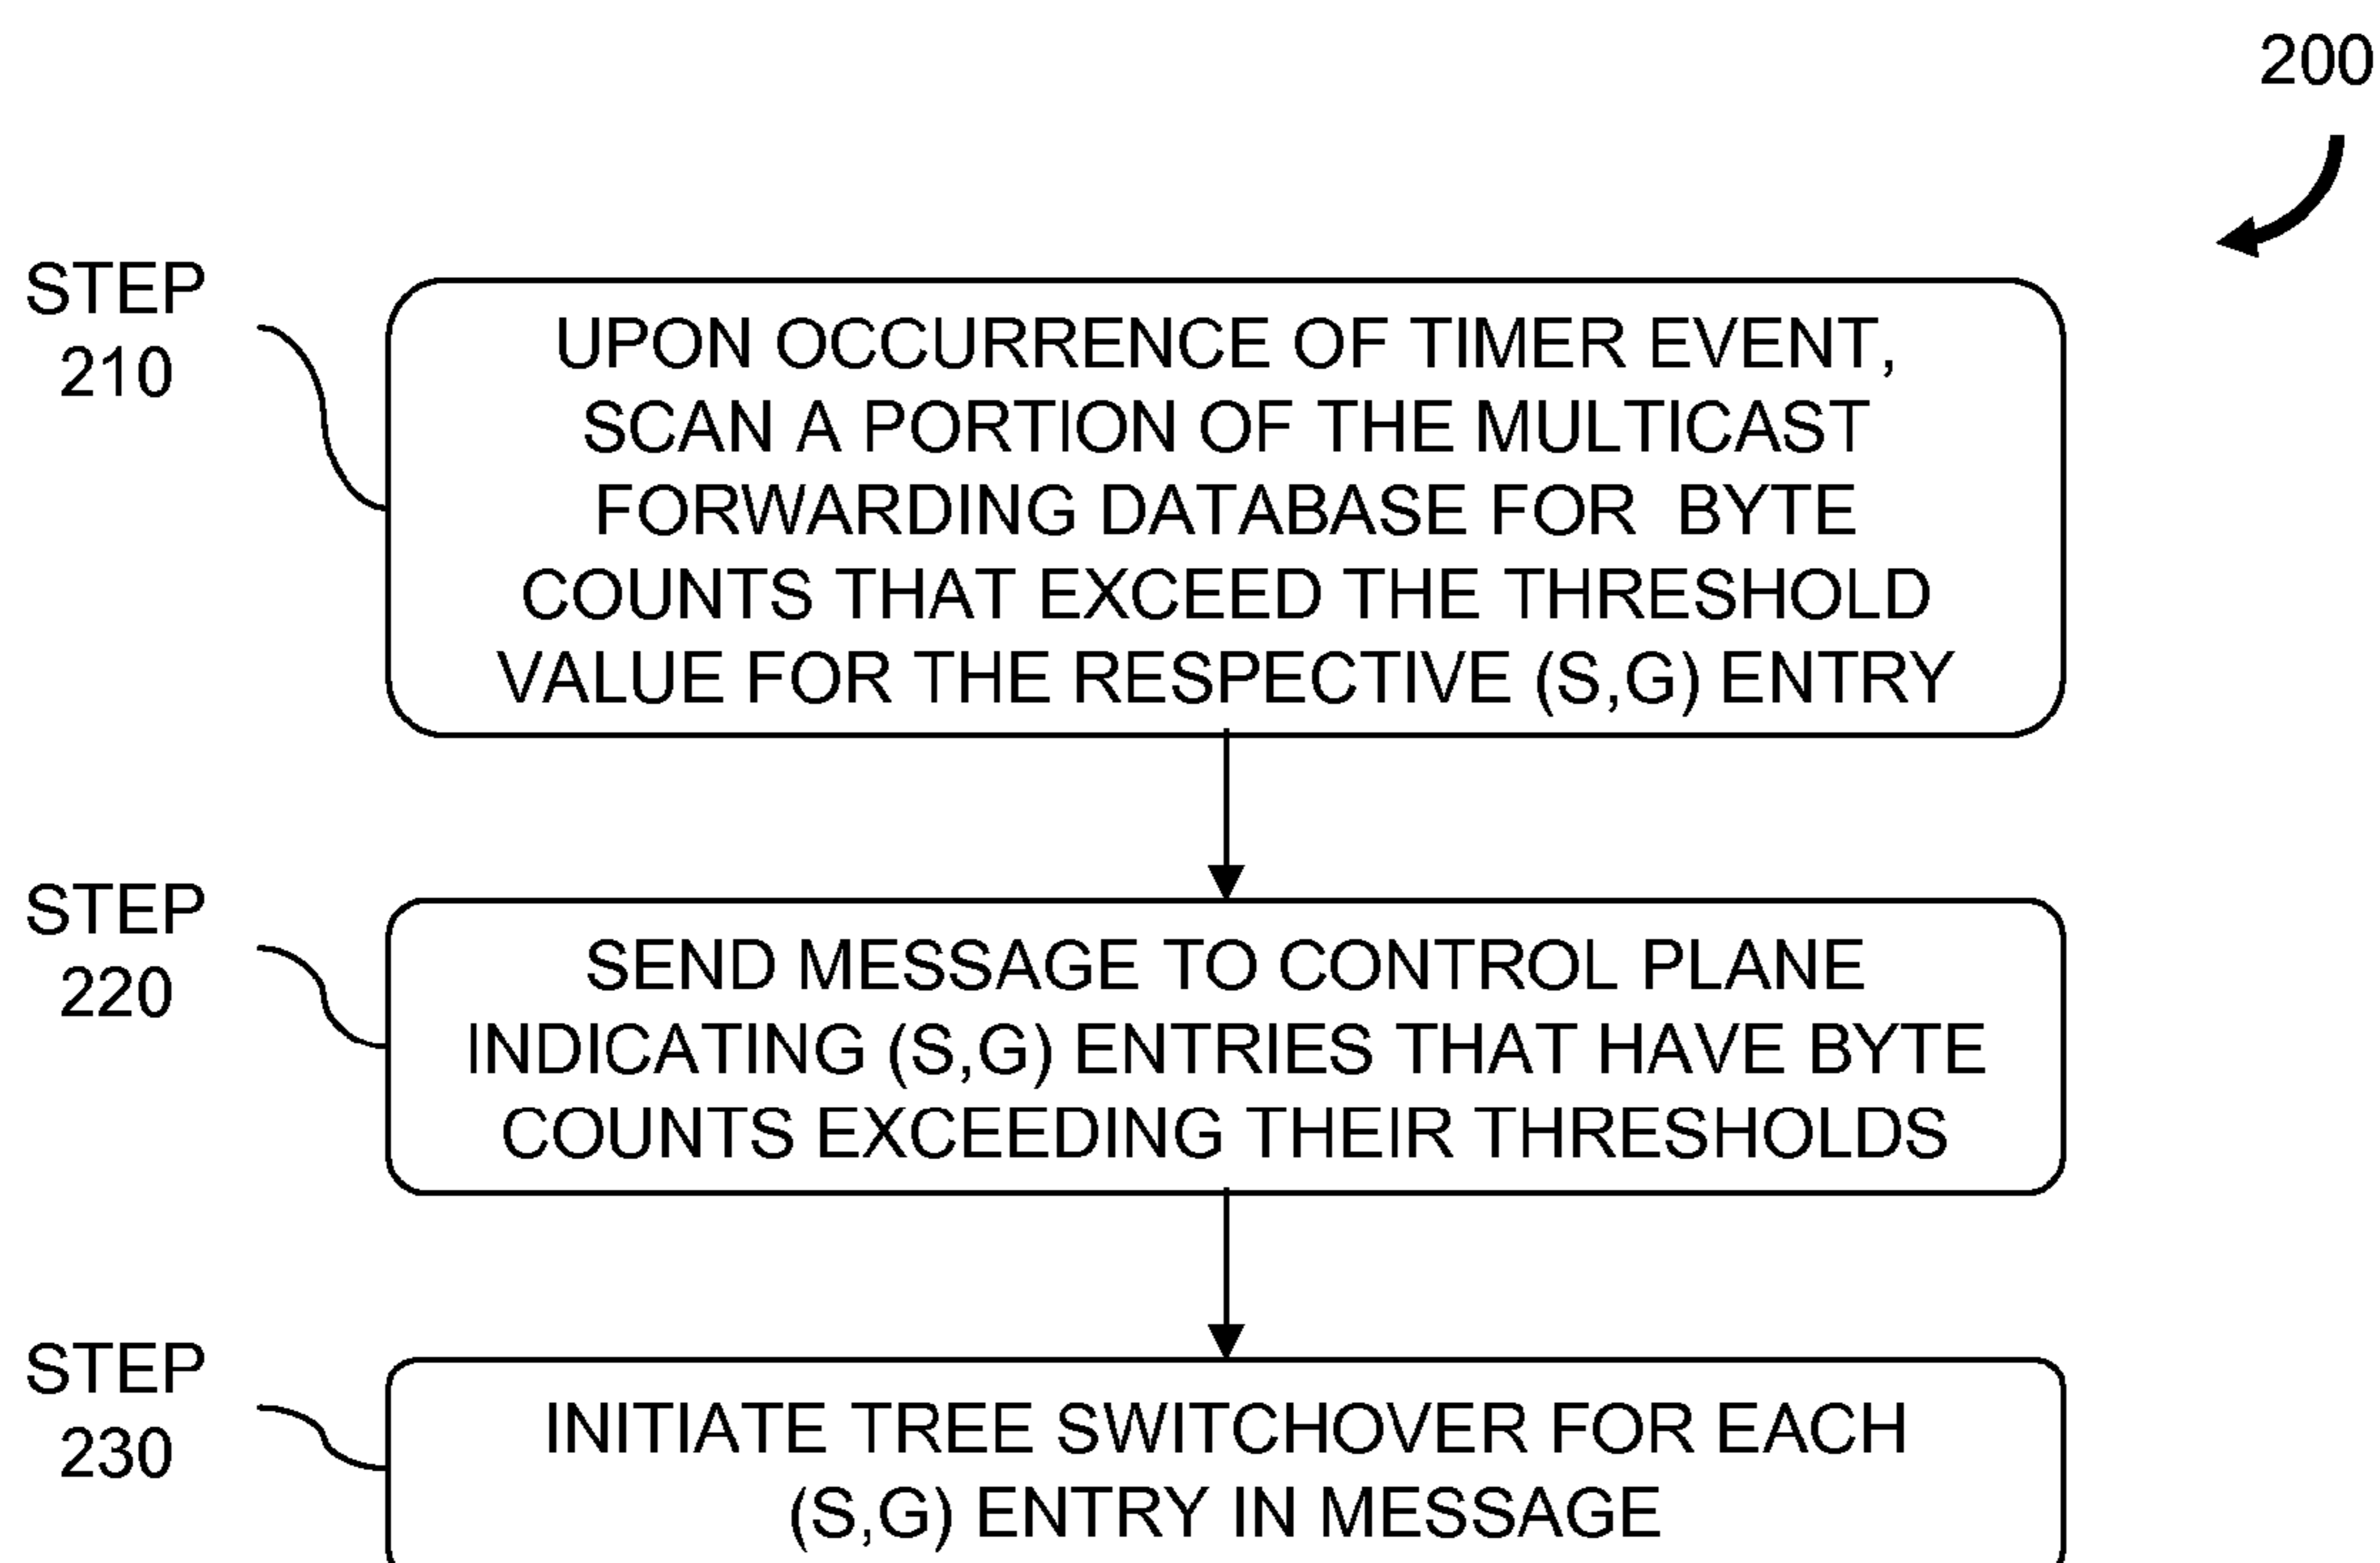 200
STEP
210
UPON OCCURRENCE OF TIMER EVENT,
SCAN A PORTION OF THE MULTICAST
FORWARDING DATABASE FOR BYTE
COUNTS THAT EXCEED THE THRESHOLD
VALUE FOR THE RESPECTIVE (S,G) ENTRY
STEP
220
SEND MESSAGE TO CONTROL PLANE
INDICATING (S,G) ENTRIES THAT HAVE BYTE
COUNTS EXCEEDING THEIR THRESHOLDS
STEP
230
INITIATE TREE SWITCHOVER FOR EACH
(S,G) ENTRY IN MESSAGE